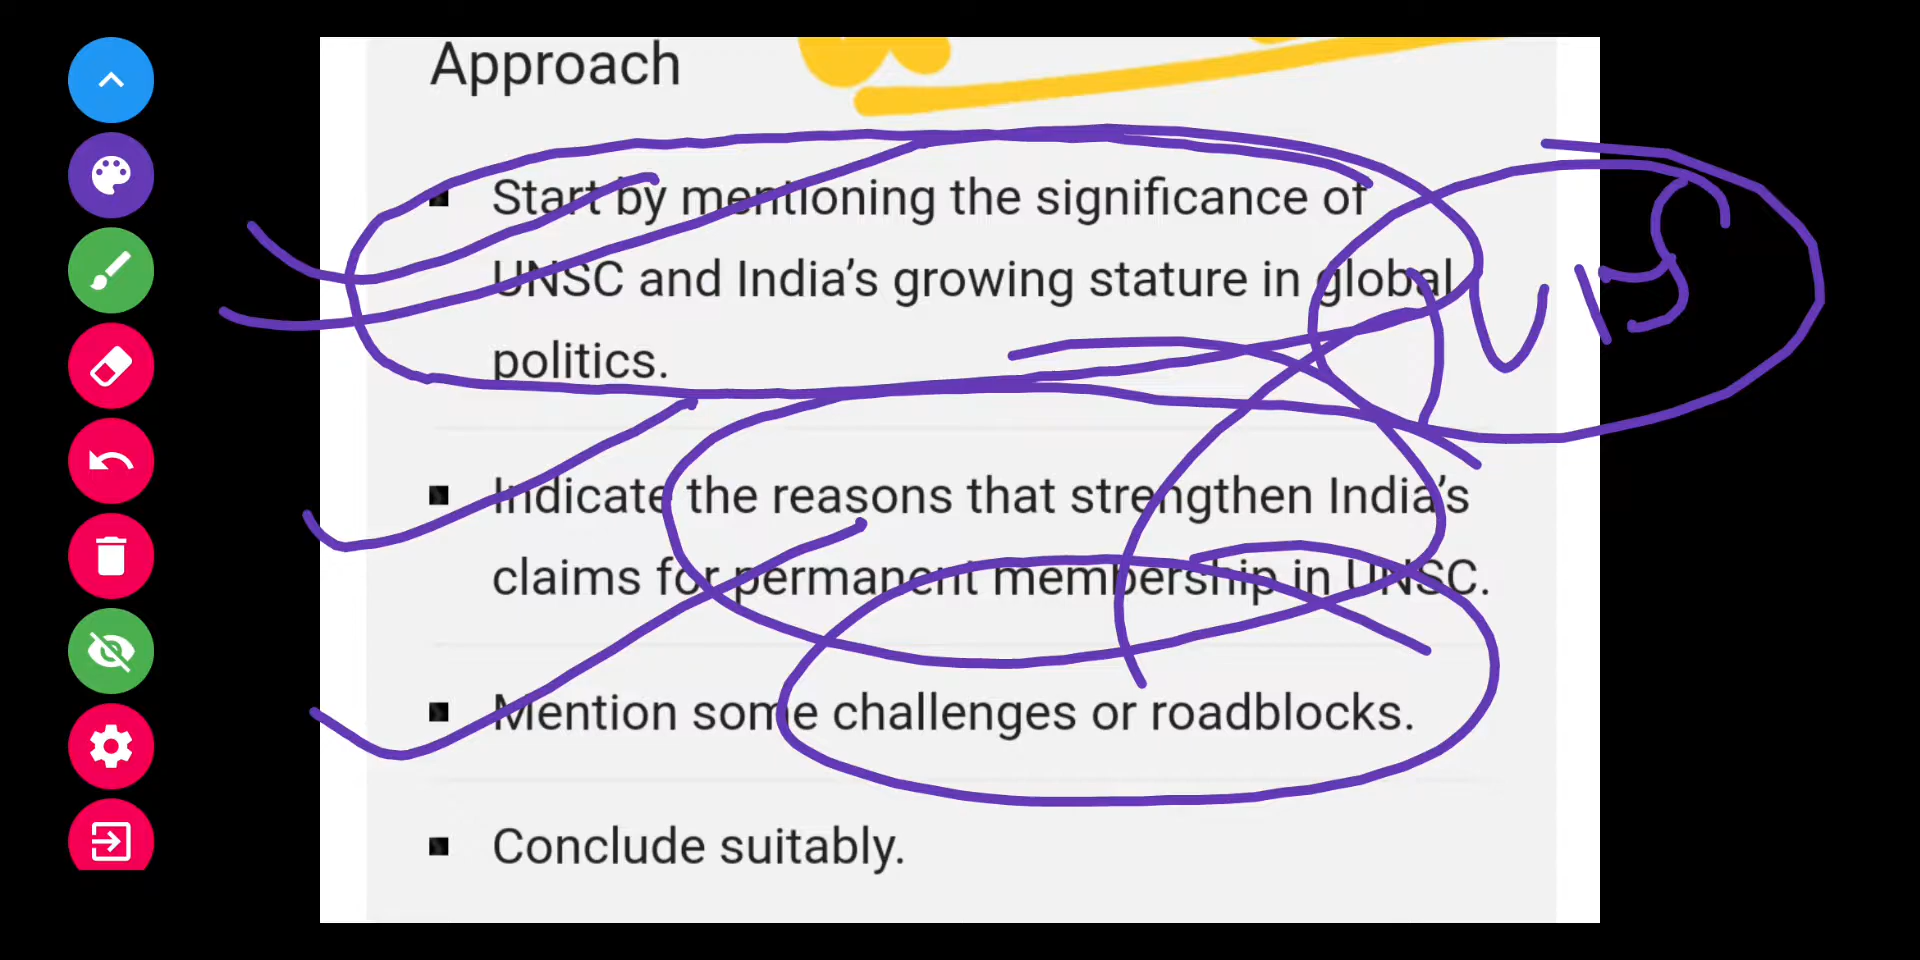 Approach
▪ Start by mentioning the significance of
UNSC and India's growing stature in global
politics.
▪ Indicate the reasons that strengthen India's
claims for permanent membership in UNSC.
▪ Mention some challenges or roadblocks.
▪ Conclude suitably.